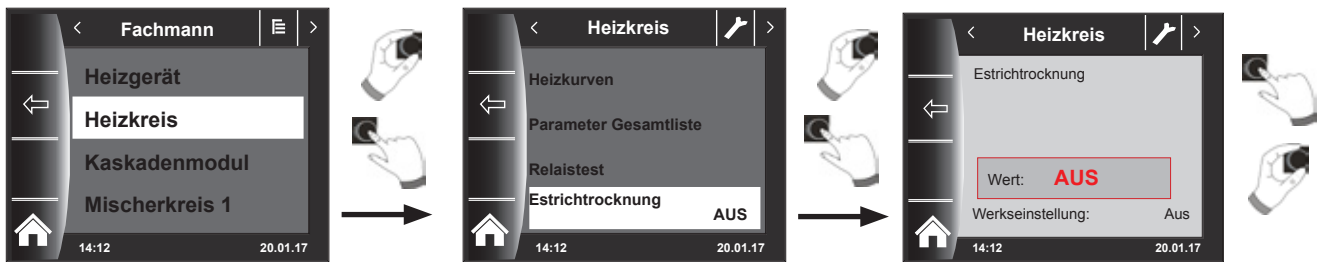 Fachmann
Heizgerät
Heizkreis
Kaskadenmodul
Mischerkreis 1
14:12 20.01.17
Heizkreis
Heizkurven
Parameter Gesamtliste
Relaistest
Estrichtrocknung
AUS
14:12 20.01.17
Heizkreis
Estrichtrocknung
Wert: AUS
Werkseinstellung: Aus
14:12 20.01.17